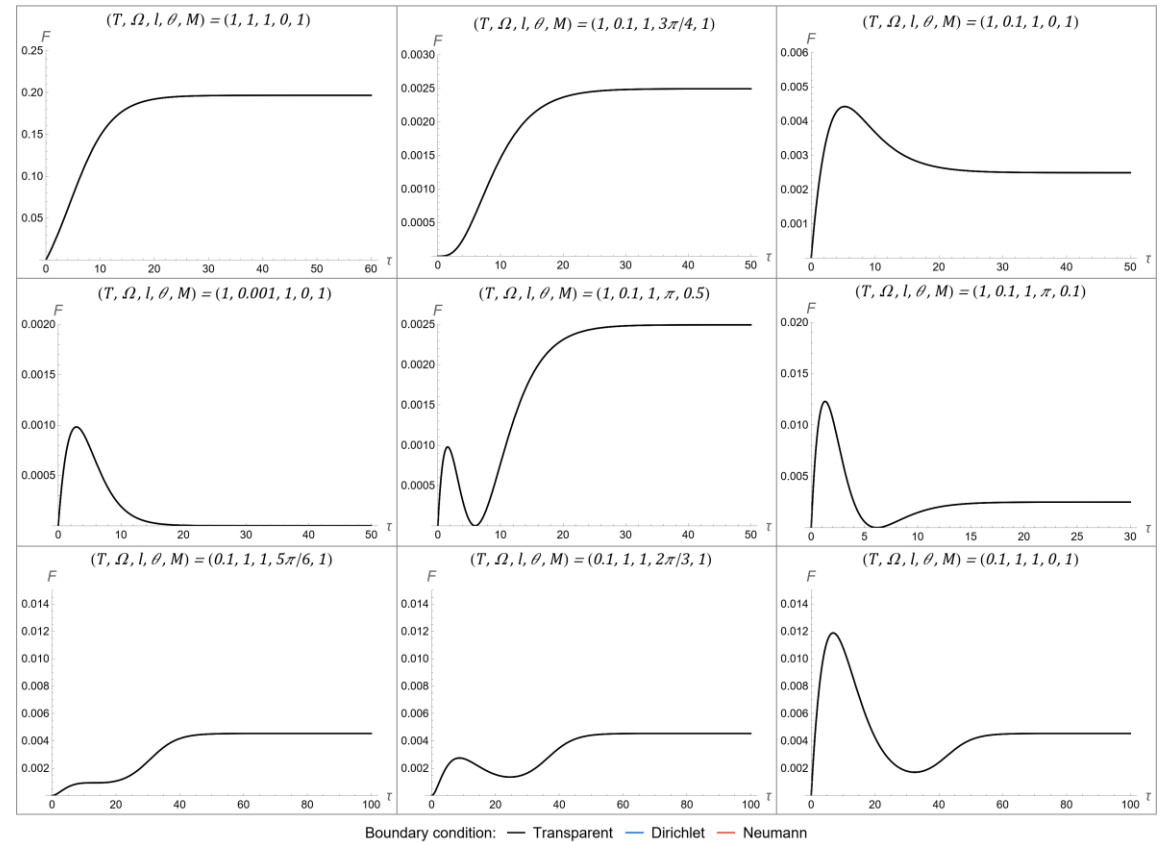 (T, Ω, l, θ, M) = (1, 1, 1, 0, 1)
F
0.25
0.20
0.15
0.10
0.05
0 10 20 30 40 50 60 τ
(T, Ω, l, θ, M) = (1, 0.1, 1, 3π/4, 1)
F
0.0030
0.0025
0.0020
0.0015
0.0010
0.0005
0 10 20 30 40 50 τ
(T, Ω, l, θ, M) = (1, 0.1, 1, 0, 1)
F
0.006
0.005
0.004
0.003
0.002
0.001
0 10 20 30 40 50 τ
(T, Ω, l, θ, M) = (1, 0.001, 1, 0, 1)
F
0.0020
0.0015
0.0010
0.0005
0 10 20 30 40 50 τ
(T, Ω, l, θ, M) = (1, 0.1, 1, π, 0.5)
F
0.0025
0.0020
0.0015
0.0010
0.0005
0 10 20 30 40 50 τ
(T, Ω, l, θ, M) = (1, 0.1, 1, π, 0.1)
F
0.020
0.015
0.010
0.005
0 5 10 15 20 25 30 τ
(T, Ω, l, θ, M) = (0.1, 1, 1, 5π/6, 1)
F
0.014
0.012
0.010
0.008
0.006
0.004
0.002
0 20 40 60 80 100 τ
(T, Ω, l, θ, M) = (0.1, 1, 1, 2π/3, 1)
F
0.014
0.012
0.010
0.008
0.006
0.004
0.002
0 20 40 60 80 100 τ
(T, Ω, l, θ, M) = (0.1, 1, 1, 0, 1)
F
0.014
0.012
0.010
0.008
0.006
0.004
0.002
0 20 40 60 80 100 τ
Boundary condition: Transparent Dirichlet Neumann